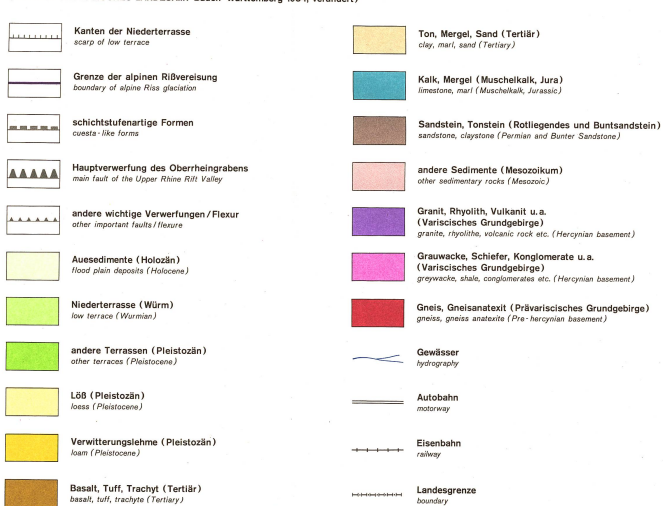 Kanten der Niederterrasse
scarp of low terrace
Grenze der alpinen Rißvereisung
boundary of alpine Riss glaciation
schichtstufenartige Formen
cuesta-like forms
Hauptverwerfung des Oberrheingrabens
main fault of the Upper Rhine Rift Valley
andere wichtige Verwerfungen/Flexur
other important faults/flexure
Auesedimente (Holozän)
flood plain deposits (Holocene)
Niederterrasse (Würm)
low terrace (Wurmian)
andere Terrassen (Pleistozän)
other terraces (Pleistocene)
Löß (Pleistozän)
loess (Pleistocene)
Verwitterungslehme (Pleistozän)
loam (Pleistocene)
Basalt, Tuff, Trachyt (Tertiär)
basalt, tuff, trachyte (Tertiary)
Ton, Mergel, Sand (Tertiär)
clay, marl, sand (Tertiary)
Kalk, Mergel (Muschelkalk, Jura)
limestone, marl (Muschelkalk, Jurassic)
Sandstein, Tonstein (Rotliegendes und Buntsandstein)
sandstone, claystone (Permian and Bunter Sandstone)
andere Sedimente (Mesozoikum)
other sedimentary rocks (Mesozoic)
Granit, Rhyolith, Vulkanit u.a.
(Variscisches Grundgebirge)
granite, rhyolithe, volcanic rock etc. (Hercynian basement)
Grauwacke, Schiefer, Konglomerate u.a.
(Variscisches Grundgebirge)
greywacke, shale, conglomerates etc. (Hercynian basement)
Gneis, Gneisanatexit (Prävariscisches Grundgebirge)
gneiss, gneiss anatexite (Pre-hercynian basement)
Gewässer
hydrography
Autobahn
motorway
Eisenbahn
railway
Landesgrenze
boundary